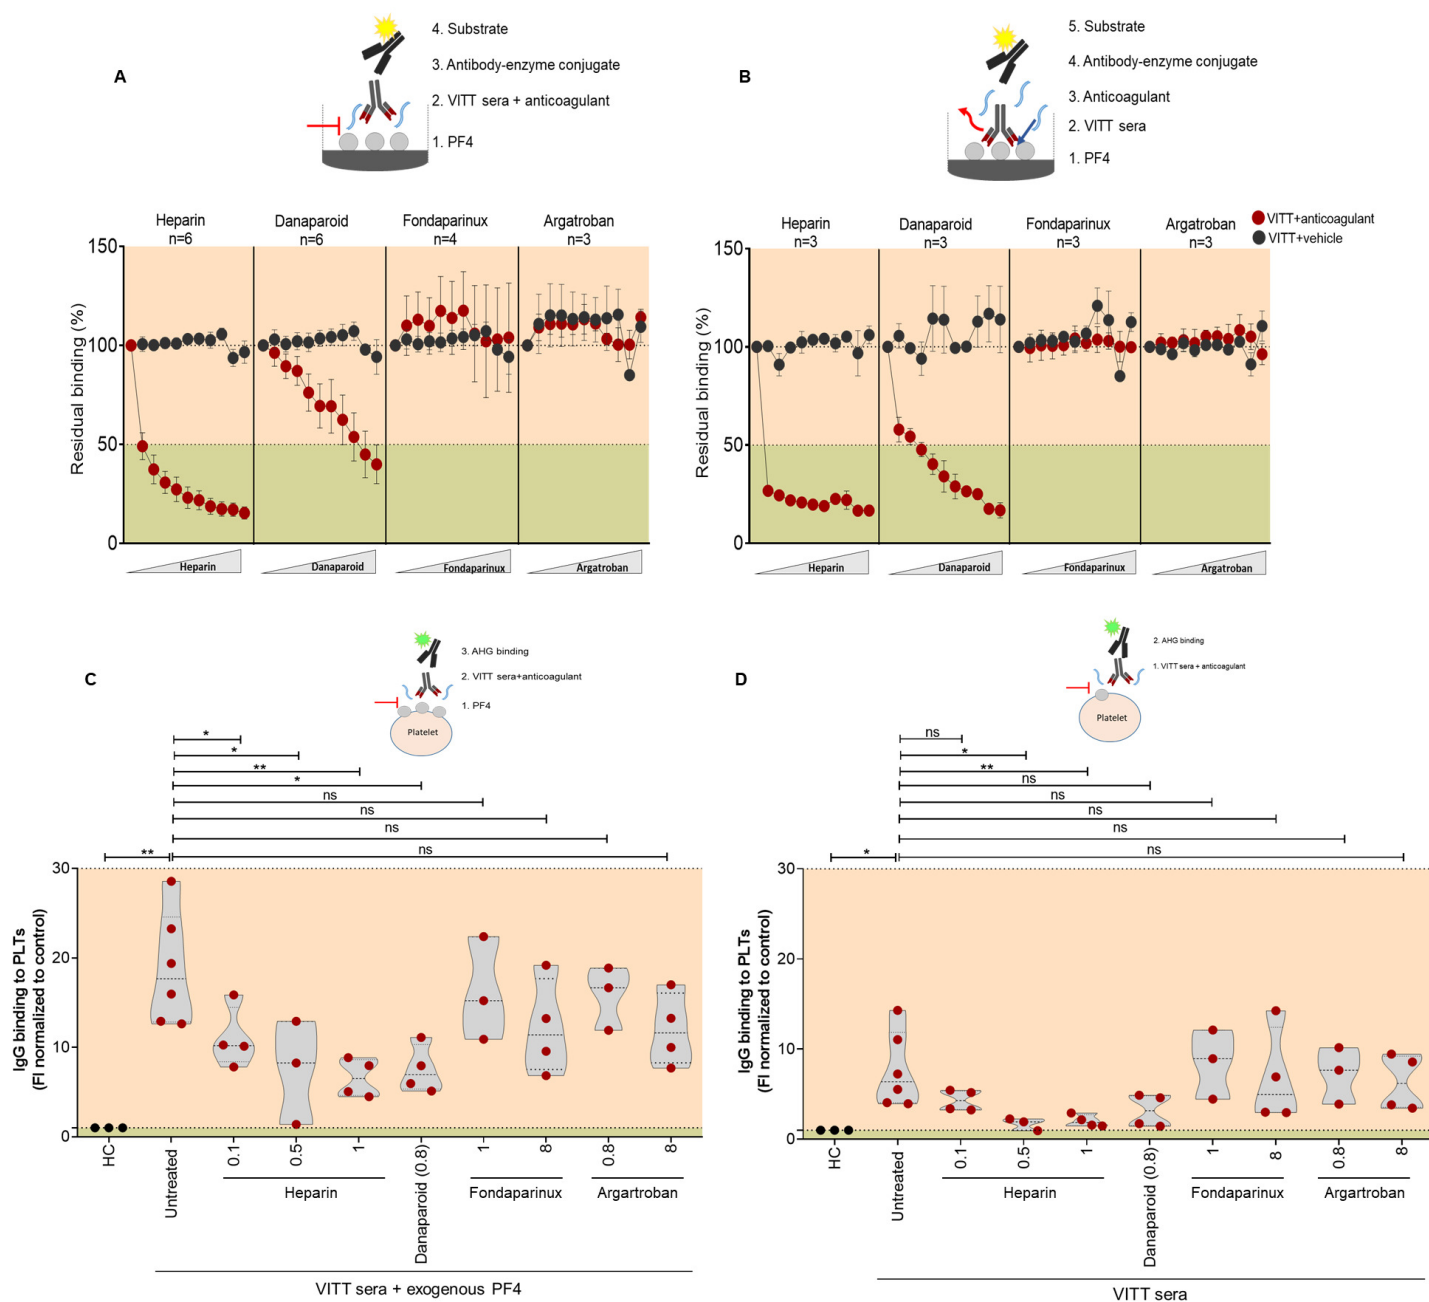 A
4. Substrate
3. Antibody-enzyme conjugate
2. VITT sera + anticoagulant
1. PF4
Heparin
n=6
Danaparoid
n=6
Fondaparinux
n=4
Argatroban
n=3
Residual binding (%)
150
100
50
0
Heparin
Danaparoid
Fondaparinux
Argatroban
B
5. Substrate
4. Antibody-enzyme conjugate
3. Anticoagulant
2. VITT sera
1. PF4
Heparin
n=3
Danaparoid
n=3
Fondaparinux
n=3
Argatroban
n=3
VITT+anticoagulant
VITT+vehicle
Residual binding (%)
150
100
50
0
Heparin
Danaparoid
Fondaparinux
Argatroban
C
3. AHG binding
2. VITT sera+anticoagulant
1. PF4
Platelet
*
*
**
*
ns
ns
ns
ns
**
IgG binding to PLTs
(FI normalized to control)
30
20
10
1
0
HC
Untreated
0.1
0.5
1
Danaparoid (0.8)
1
8
0.8
8
Heparin
Fondaparinux
Argartroban
VITT sera + exogenous PF4
D
2. AHG binding
1. VITT sera + anticoagulant
Platelet
ns
*
**
ns
ns
ns
ns
ns
*
IgG binding to PLTs
(FI normalized to control)
30
20
10
1
0
HC
Untreated
0.1
0.5
1
Danaparoid (0.8)
1
8
0.8
8
Heparin
Fondaparinux
Argartroban
VITT sera